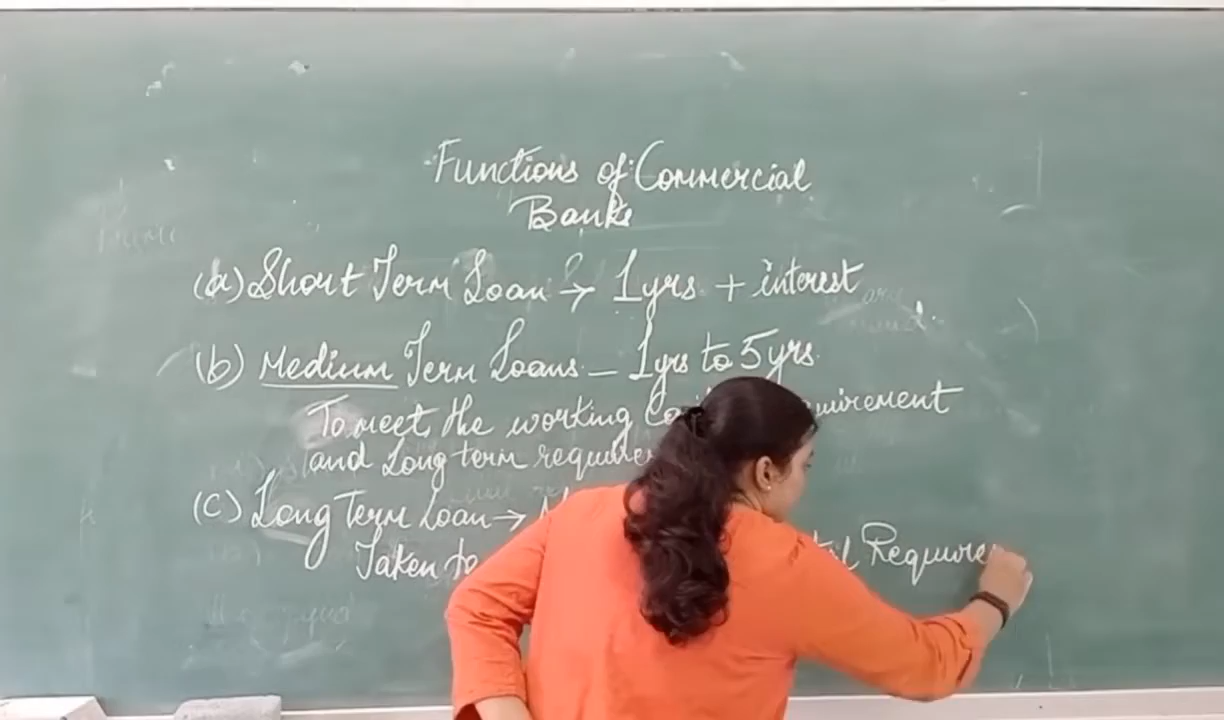 Functions of Commercial
Banks
(a) Short Term Loan → 1yrs + interest
(b) Medium Term Loans - 1yrs to 5yrs
To meet the working
and Long term
(c) Long Term Loan →
Taken to